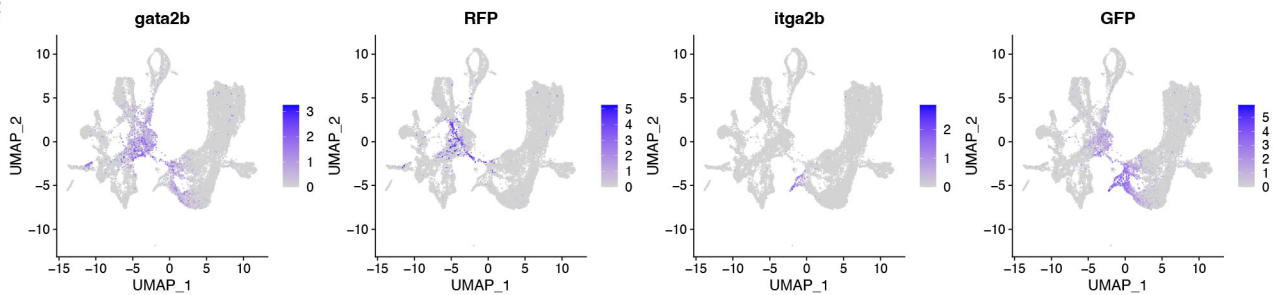 gata2b RFP itga2b GFP
UMAP_2 10 5 0 −5 −10 3 2 1 0
UMAP_2 10 5 0 −5 −10 5 4 3 2 1 0
UMAP_2 10 5 0 −5 −10 2 1 0
UMAP_2 10 5 0 −5 −10 5 4 3 2 1 0
−15 −10 −5 0 5 10 −15 −10 −5 0 5 10 −15 −10 −5 0 5 10 −15 −10 −5 0 5 10
UMAP_1 UMAP_1 UMAP_1 UMAP_1